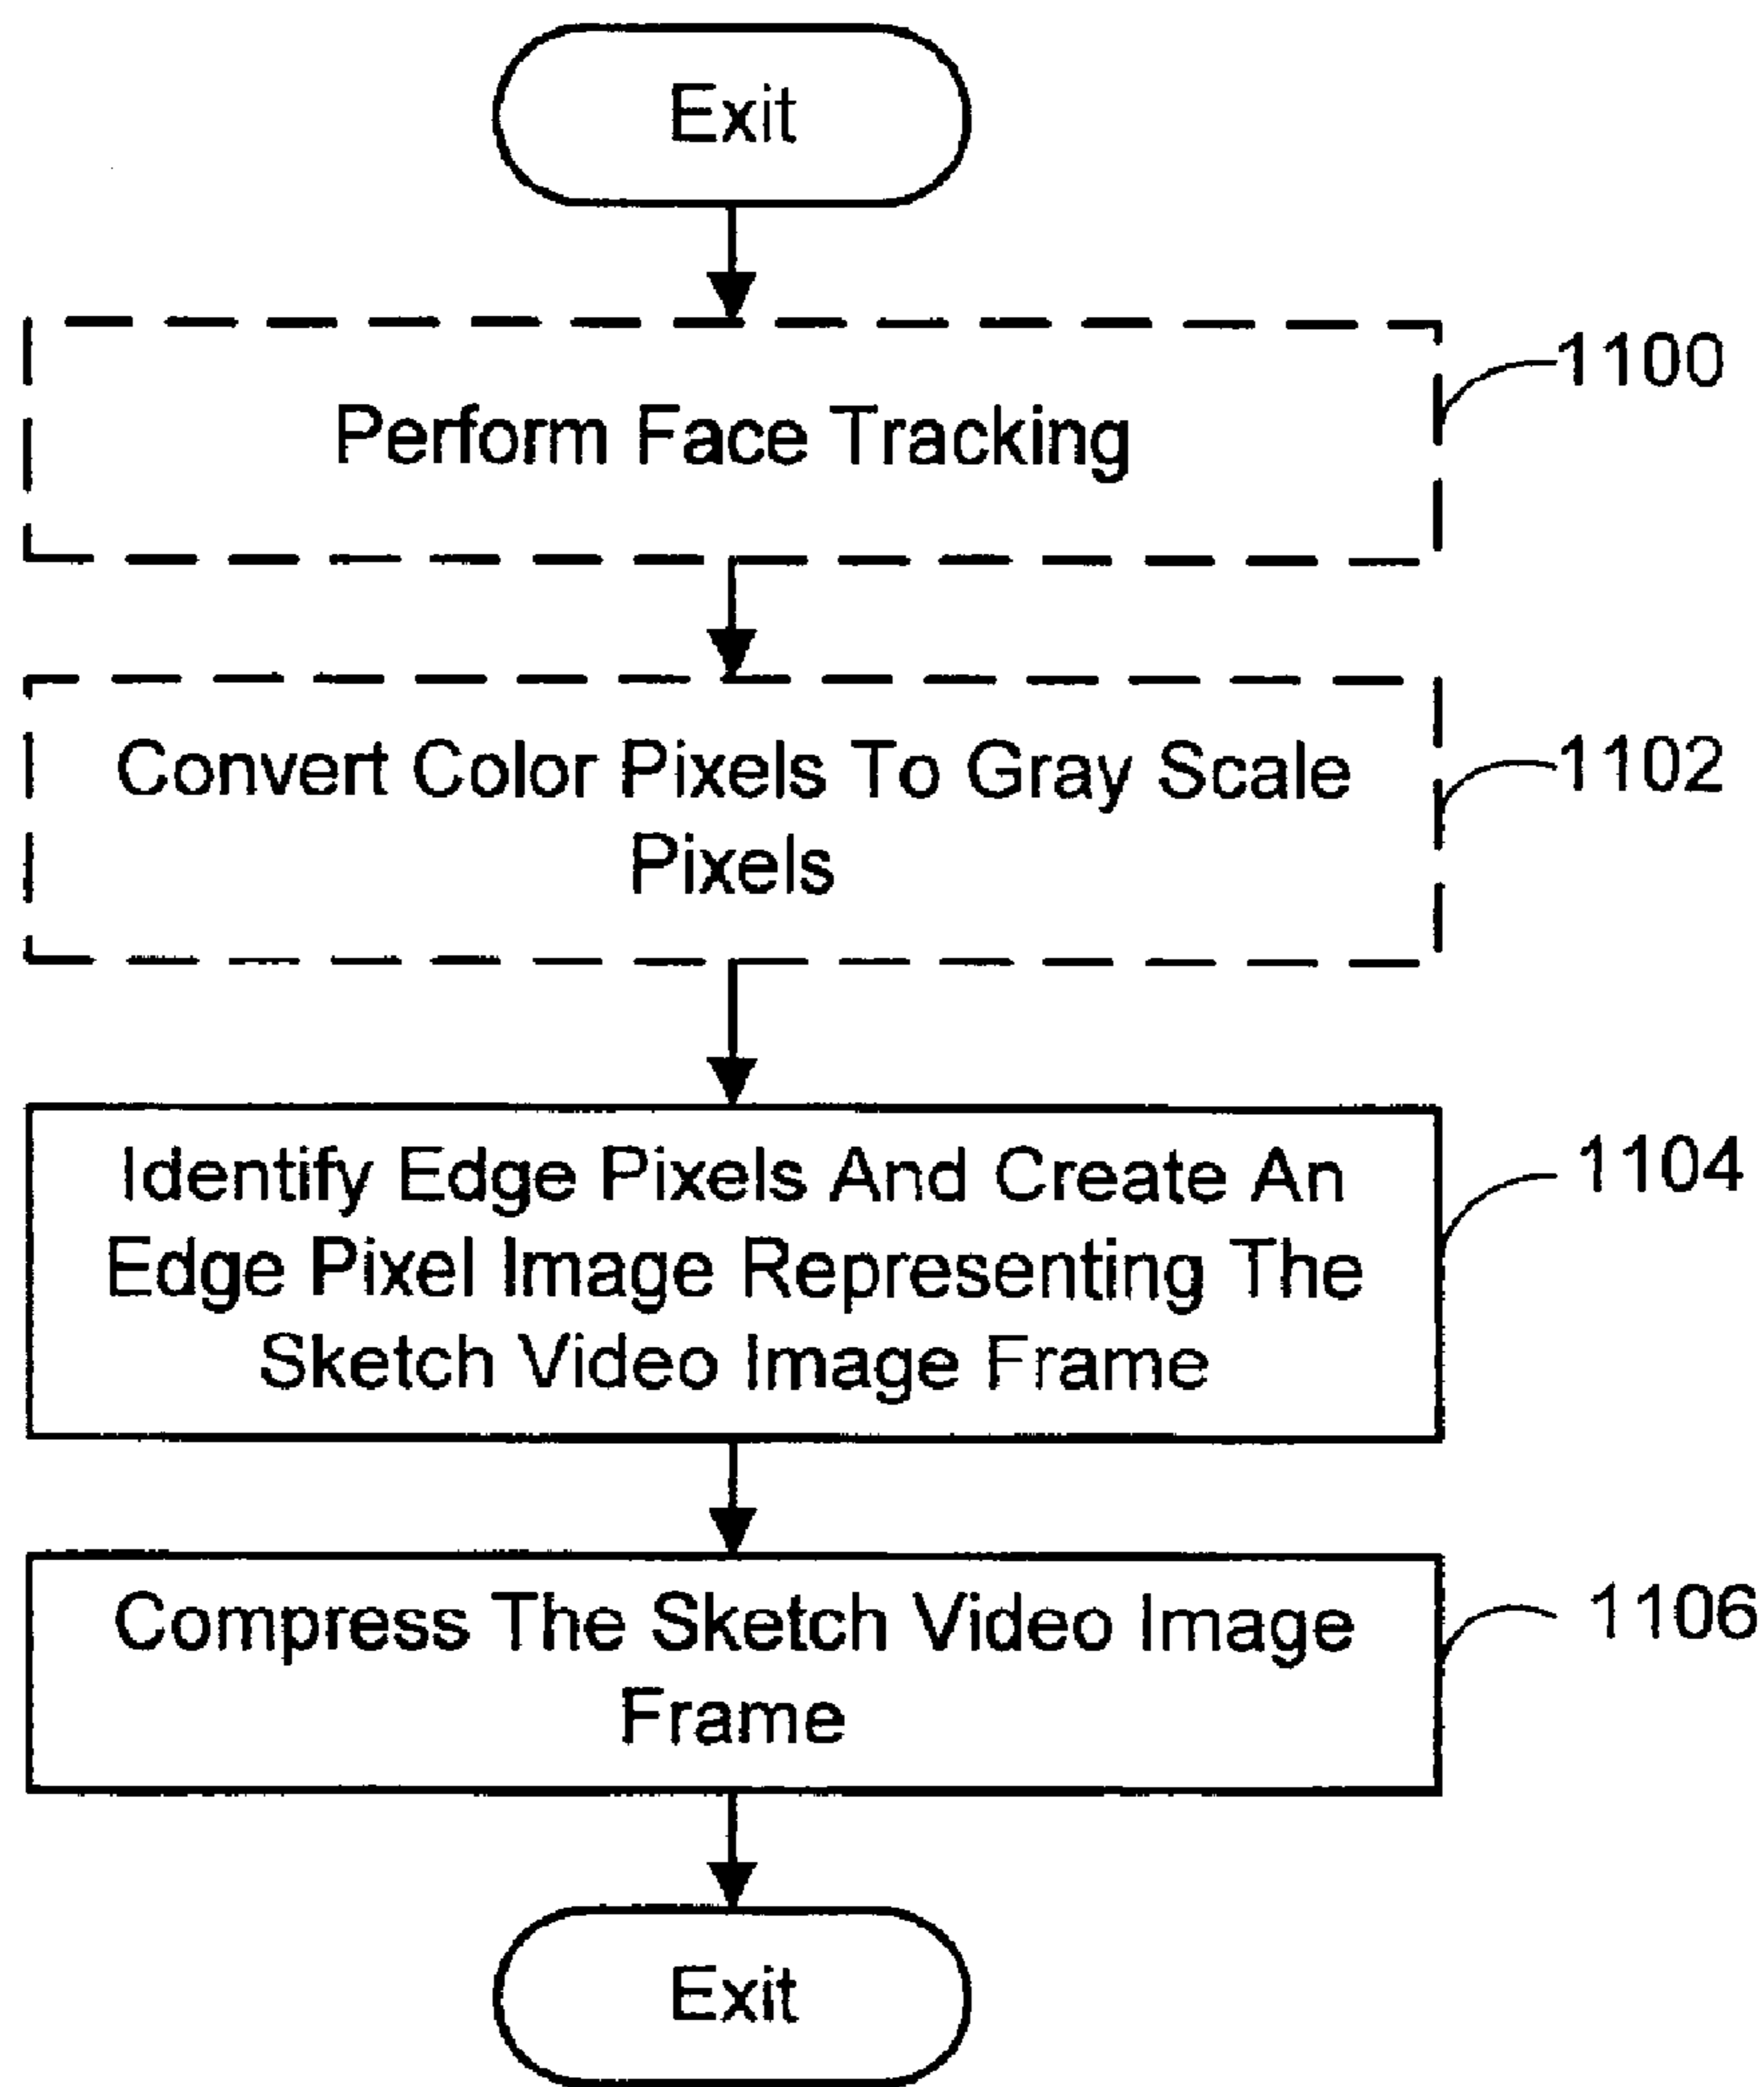 Exit
Perform Face Tracking
1100
Convert Color Pixels To Gray Scale
Pixels
1102
Identify Edge Pixels And Create An
Edge Pixel Image Representing The
Sketch Video Image Frame
1104
Compress The Sketch Video Image
Frame
1106
Exit